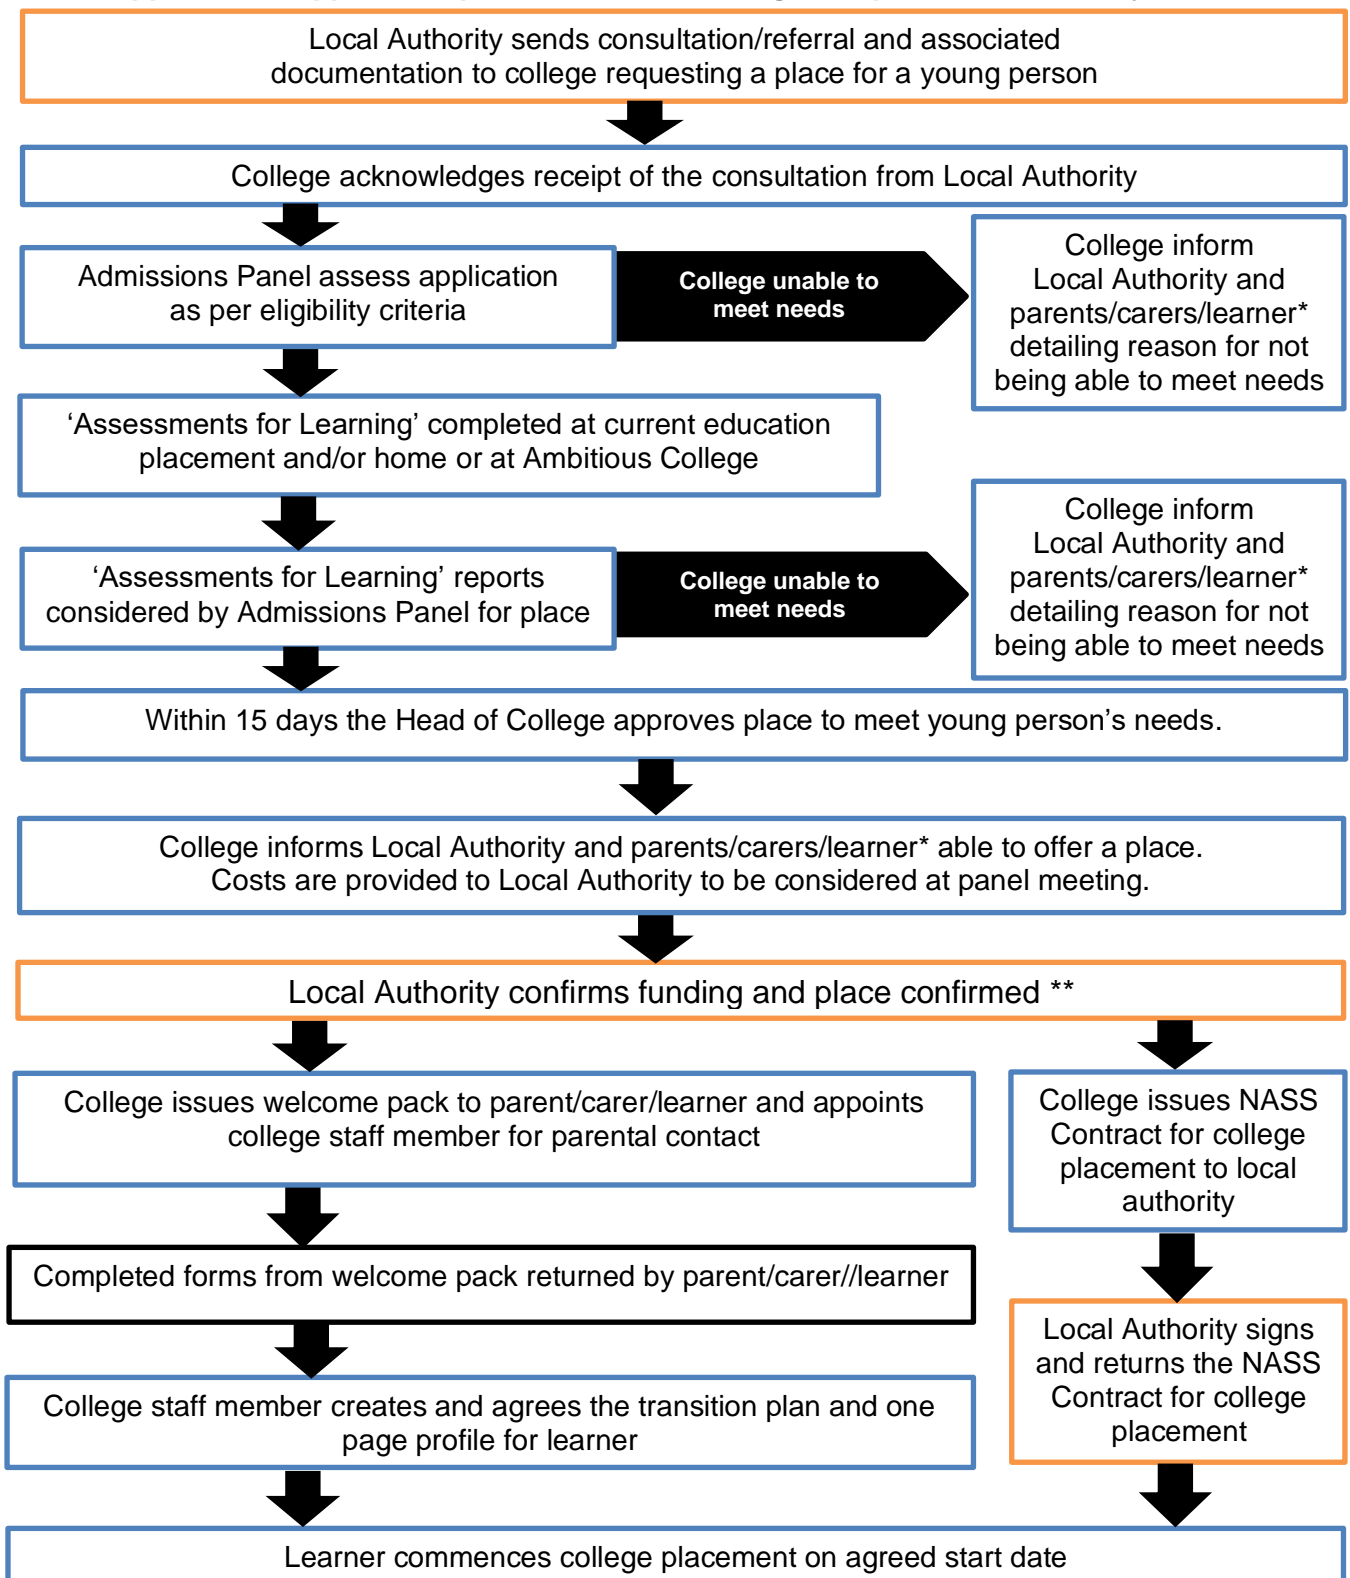 Local Authority sends consultation/referral and associated
documentation to college requesting a place for a young person
College acknowledges receipt of the consultation from Local Authority
Admissions Panel assess application
as per eligibility criteria
College unable to
meet needs
College inform
Local Authority and
parents/carers/learner*
detailing reason for not
being able to meet needs
‘Assessments for Learning’ completed at current education
placement and/or home or at Ambitious College
‘Assessments for Learning’ reports
considered by Admissions Panel for place
College unable to
meet needs
College inform
Local Authority and
parents/carers/learner*
detailing reason for not
being able to meet needs
Within 15 days the Head of College approves place to meet young person’s needs.
College informs Local Authority and parents/carers/learner* able to offer a place.
Costs are provided to Local Authority to be considered at panel meeting.
Local Authority confirms funding and place confirmed **
College issues welcome pack to parent/carer/learner and appoints
college staff member for parental contact
College issues NASS
Contract for college
placement to local
authority
Completed forms from welcome pack returned by parent/carer//learner
Local Authority signs
and returns the NASS
Contract for college
placement
College staff member creates and agrees the transition plan and one
page profile for learner
Learner commences college placement on agreed start date